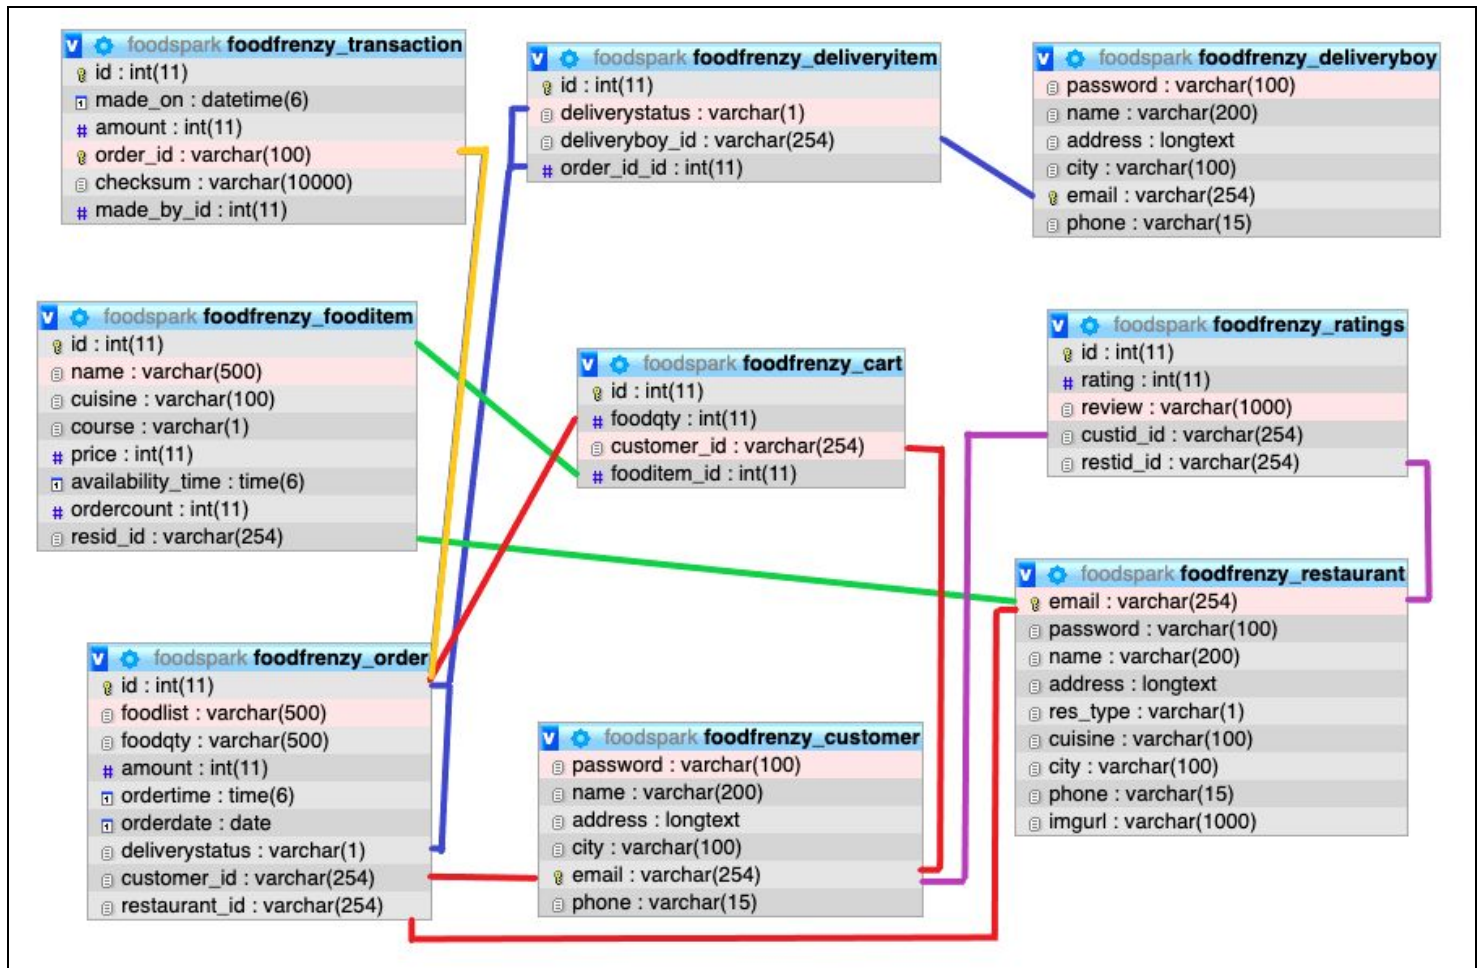 foodspark foodfrenzy_transaction
id : int(11)
made_on : datetime(6)
# amount : int(11)
order_id : varchar(100)
checksum : varchar(10000)
# made_by_id : int(11)
foodspark foodfrenzy_deliveryitem
id : int(11)
deliverystatus : varchar(1)
deliveryboy_id : varchar(254)
# order_id_id : int(11)
foodspark foodfrenzy_deliveryboy
password : varchar(100)
name : varchar(200)
address : longtext
city : varchar(100)
email : varchar(254)
phone : varchar(15)
foodspark foodfrenzy_fooditem
id : int(11)
name : varchar(500)
cuisine : varchar(100)
course : varchar(1)
# price : int(11)
availability_time : time(6)
# ordercount : int(11)
resid_id : varchar(254)
foodspark foodfrenzy_cart
id : int(11)
# foodqty : int(11)
customer_id : varchar(254)
# fooditem_id : int(11)
foodspark foodfrenzy_ratings
id : int(11)
# rating : int(11)
review : varchar(1000)
custid_id : varchar(254)
restid_id : varchar(254)
foodspark foodfrenzy_order
id : int(11)
foodlist : varchar(500)
foodqty : varchar(500)
# amount : int(11)
ordertime : time(6)
orderdate : date
deliverystatus : varchar(1)
customer_id : varchar(254)
restaurant_id : varchar(254)
foodspark foodfrenzy_customer
password : varchar(100)
name : varchar(200)
address : longtext
city : varchar(100)
email : varchar(254)
phone : varchar(15)
foodspark foodfrenzy_restaurant
email : varchar(254)
password : varchar(100)
name : varchar(200)
address : longtext
res_type : varchar(1)
cuisine : varchar(100)
city : varchar(100)
phone : varchar(15)
imgurl : varchar(1000)